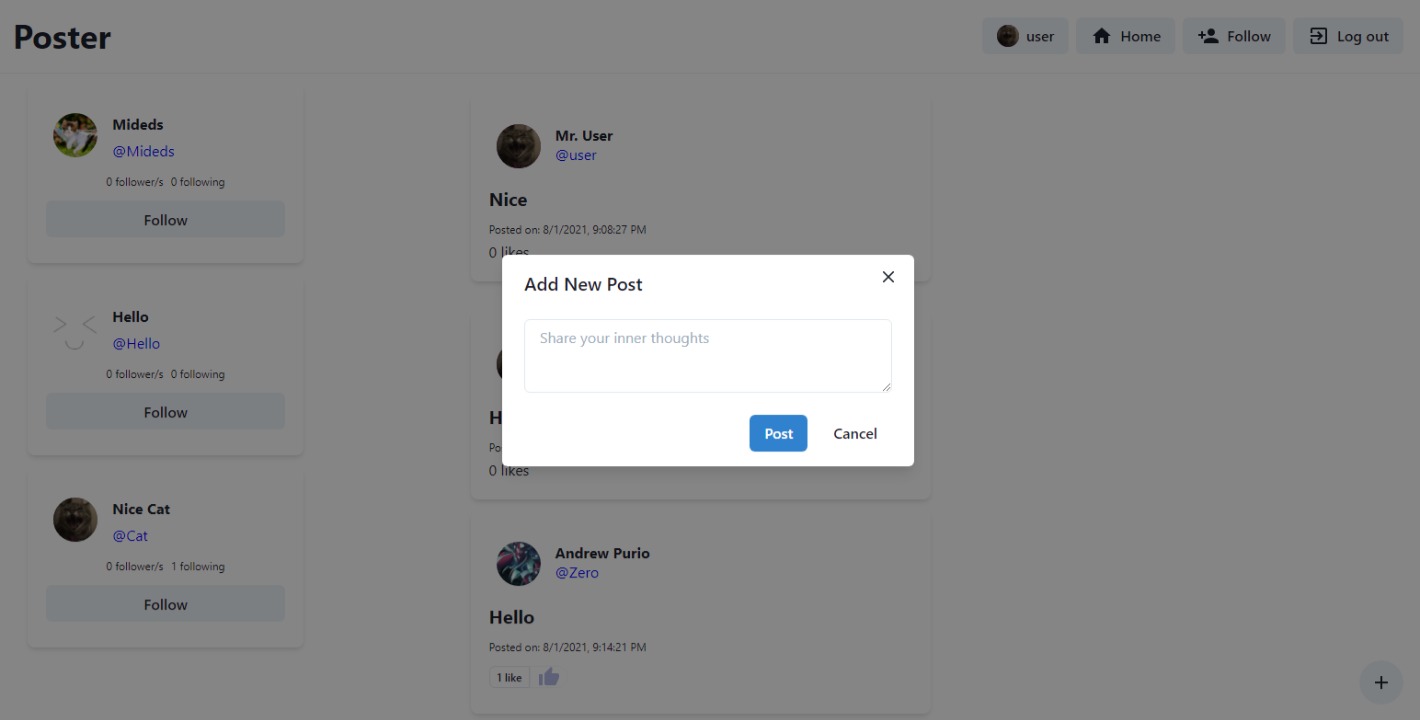 Poster
user
Home
Follow
Log out
Mideds
@Mideds
0 follower/s 0 following
Follow
Hello
@Hello
0 follower/s 0 following
Follow
Nice Cat
@Cat
0 follower/s 1 following
Follow
Mr. User
@user
Nice
Posted on: 8/1/2021, 9:08:27 PM
0 likes
Add New Post
Share your inner thoughts
Post
Cancel
0 likes
Andrew Purio
@Zero
Hello
Posted on: 8/1/2021, 9:14:21 PM
1 like